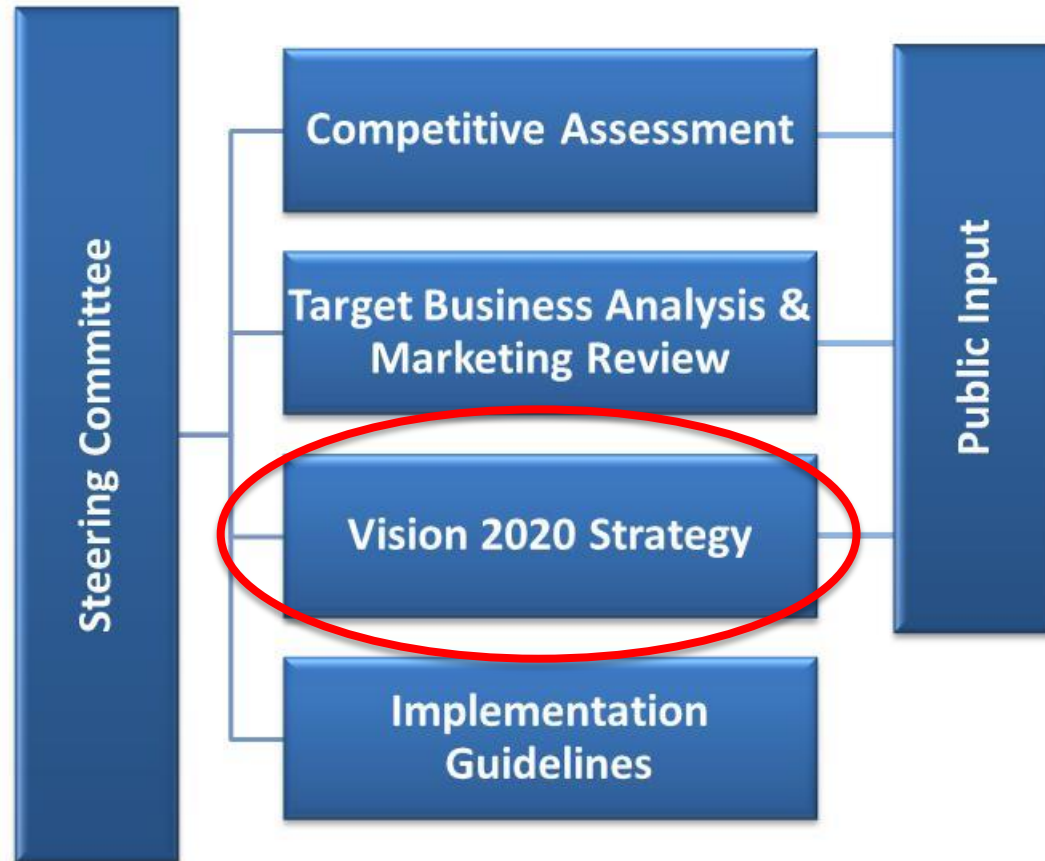 Steering Committee
Competitive Assessment
Target Business Analysis &
Marketing Review
Vision 2020 Strategy
Implementation
Guidelines
Public Input